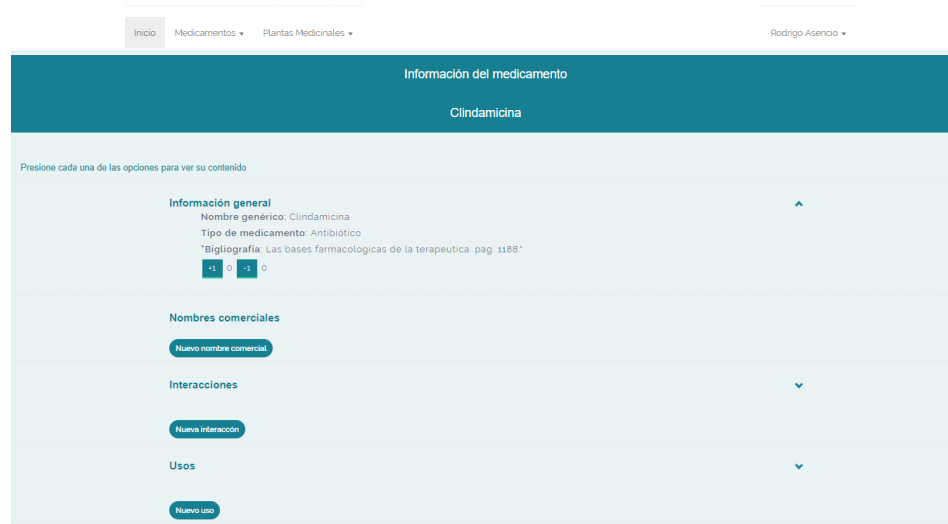 Inicio Medicamentos Plantas Medicinales Rodrigo Asencio
Información del medicamento
Clindamicina
Presione cada una de las opciones para ver su contenido
Información general
Nombre genérico: Clindamicina
Tipo de medicamento: Antibiótico
"Bigliografía: Las bases farmacologicas de la terapeutica. pag. 1188."
+1 0 -1 0
Nombres comerciales
Nuevo nombre comercial
Interacciones
Nueva interaccón
Usos
Nuevo uso